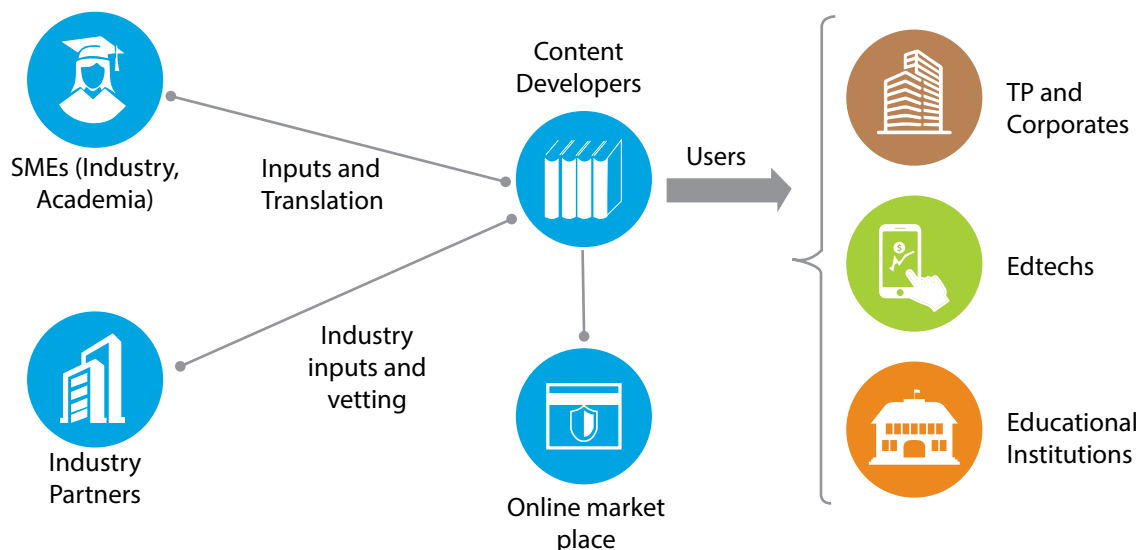 Content
Developers
SMEs (Industry,
Academia)
Inputs and
Translation
Users
TP and
Corporates
Edtechs
Industry
inputs and
vetting
Industry
Partners
Online market
place
Educational
Institutions
$